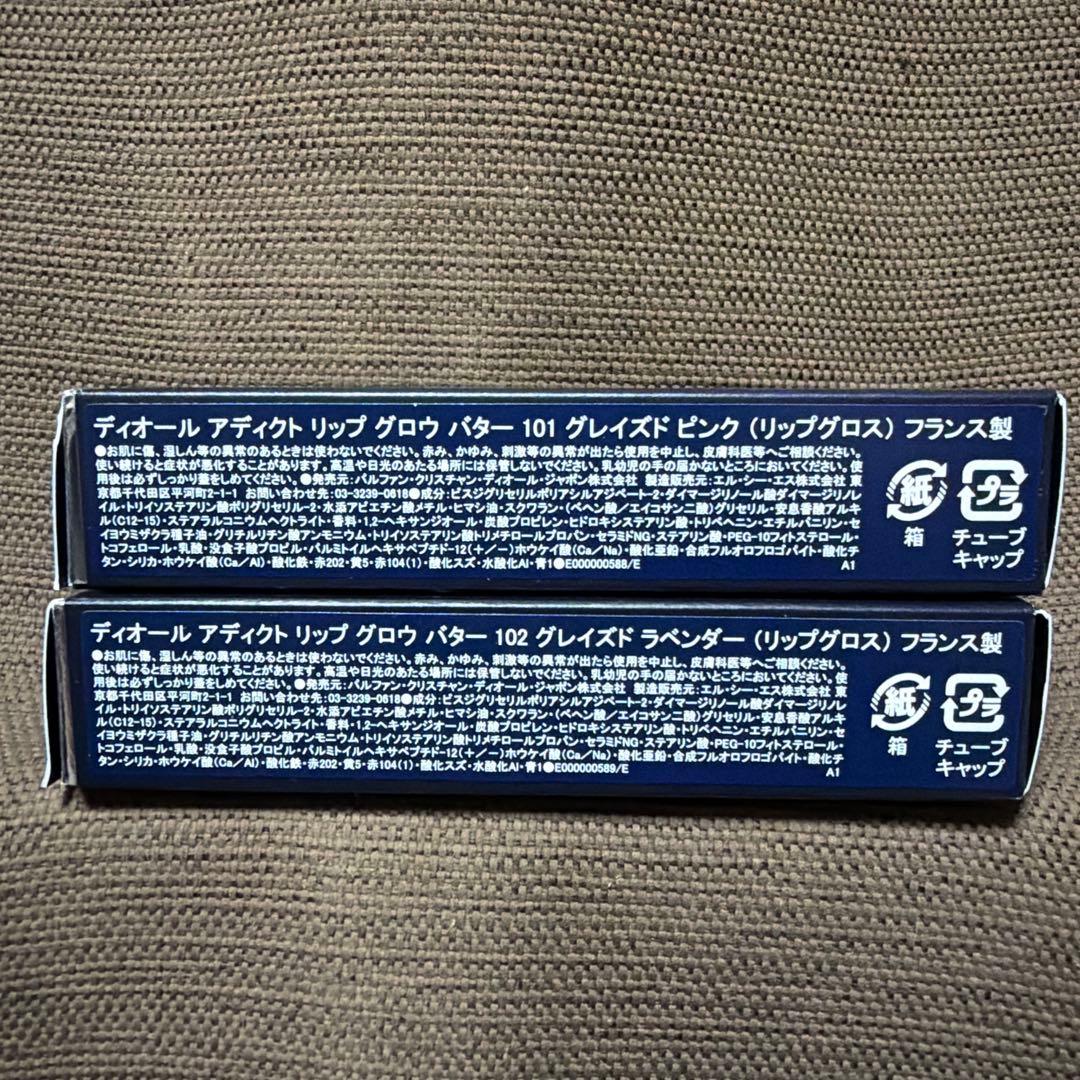 ディオール アディクト リップ グロウ バター 101 グレイズド ピンク (リップグロス) フランス製
●お肌に傷、湿しん等の異常のあるときは使わないでください。赤み、かゆみ、刺激等の異常が出たら使用を中止し、皮膚科医等へご相談ください。
使い続けると症状が悪化することがあります。高温や日光のあたる場所には保管しないでください。乳幼児の手の届かないところにおいてください。使
用後は必ずしっかり蓋をしめてください。●発売元:パルファン・クリスチャン・ディオール・ジャポン株式会社 製造販売元:エル・シー・エス株式会社 東
京都千代田区平河町2-1-1 お問い合わせ先:03-3239-0618●成分:ビスジグリセリルポリアシルアジペート-2・ダイマージリノール酸ダイマージリノ
レイル・トリイソステアリン酸ポリグリセリル-2・水添アビエチン酸メチル・ヒマシ油・スクワラン・(ベヘン酸/エイコサン二酸)グリセリル・安息香酸アルキ
ル(C12-15)・ステアラルコニウムヘクトライト・香料・1,2-ヘキサンジオール・炭酸プロピレン・ヒドロキシステアリン酸・トリベヘニン・エチルバニリン・セ
イヨウミザクラ種子油・グリチルリチン酸アンモニウム・トリイソステアリン酸トリメチロールプロパン・セラミドNG・ステアリン酸・PEG-10フィトステロール・
トコフェロール・乳酸・没食子酸プロピル・パルミトイルヘキサペプチド-12(+/-)ホウケイ酸(Ca/Na)・酸化亜鉛・合成フルオロフロゴパイト・酸化チ
タン・シリカ・ホウケイ酸(Ca/Al)・酸化鉄・赤202・黄5・赤104(1)・酸化スズ・水酸化Al・青1●E000000588/E
A1
紙
箱
プラ
チューブ
キャップ
ディオール アディクト リップ グロウ バター 102 グレイズド ラベンダー (リップグロス) フランス製
●お肌に傷、湿しん等の異常のあるときは使わないでください。赤み、かゆみ、刺激等の異常が出たら使用を中止し、皮膚科医等へご相談ください。
使い続けると症状が悪化することがあります。高温や日光のあたる場所には保管しないでください。乳幼児の手の届かないところにおいてください。使
用後は必ずしっかり蓋をしめてください。●発売元:パルファン・クリスチャン・ディオール・ジャポン株式会社 製造販売元:エル・シー・エス株式会社 東
京都千代田区平河町2-1-1 お問い合わせ先:03-3239-0618●成分:ビスジグリセリルポリアシルアジペート-2・ダイマージリノール酸ダイマージリノ
レイル・トリイソステアリン酸ポリグリセリル-2・水添アビエチン酸メチル・ヒマシ油・スクワラン・(ベヘン酸/エイコサン二酸)グリセリル・安息香酸アルキ
ル(C12-15)・ステアラルコニウムヘクトライト・香料・1,2-ヘキサンジオール・炭酸プロピレン・ヒドロキシステアリン酸・トリベヘニン・エチルバニリン・セ
イヨウミザクラ種子油・グリチルリチン酸アンモニウム・トリイソステアリン酸トリメチロールプロパン・セラミドNG・ステアリン酸・PEG-10フィトステロール・
トコフェロール・乳酸・没食子酸プロピル・パルミトイルヘキサペプチド-12(+/-)ホウケイ酸(Ca/Na)・酸化亜鉛・合成フルオロフロゴパイト・酸化チ
タン・シリカ・ホウケイ酸(Ca/Al)・酸化鉄・赤202・黄5・赤104(1)・酸化スズ・水酸化Al・青1●E000000589/E
A1
紙
箱
プラ
チューブ
キャップ